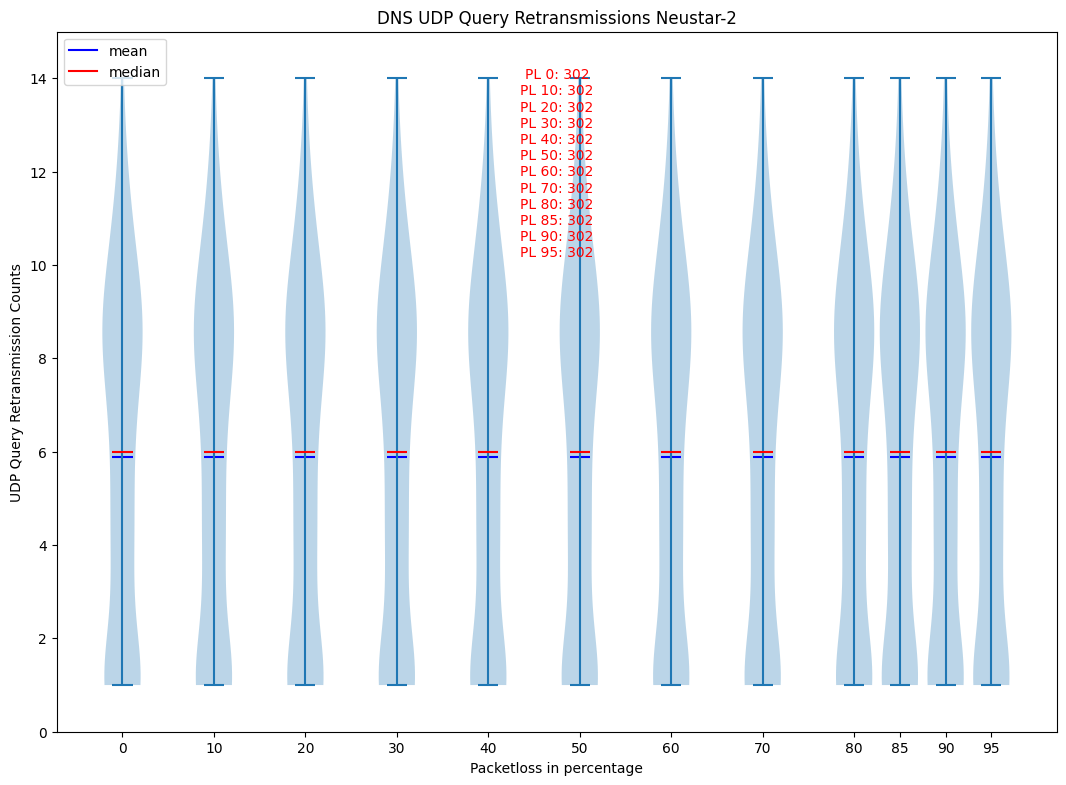 DNS UDP Query Retransmissions Neustar-2
mean
median
PL 0: 302
PL 10: 302
PL 20: 302
PL 30: 302
PL 40: 302
PL 50: 302
PL 60: 302
PL 70: 302
PL 80: 302
PL 85: 302
PL 90: 302
PL 95: 302
UDP Query Retransmission Counts
14
12
10
8
6
4
2
0
0 10 20 30 40 50 60 70 80 85 90 95
Packetloss in percentage